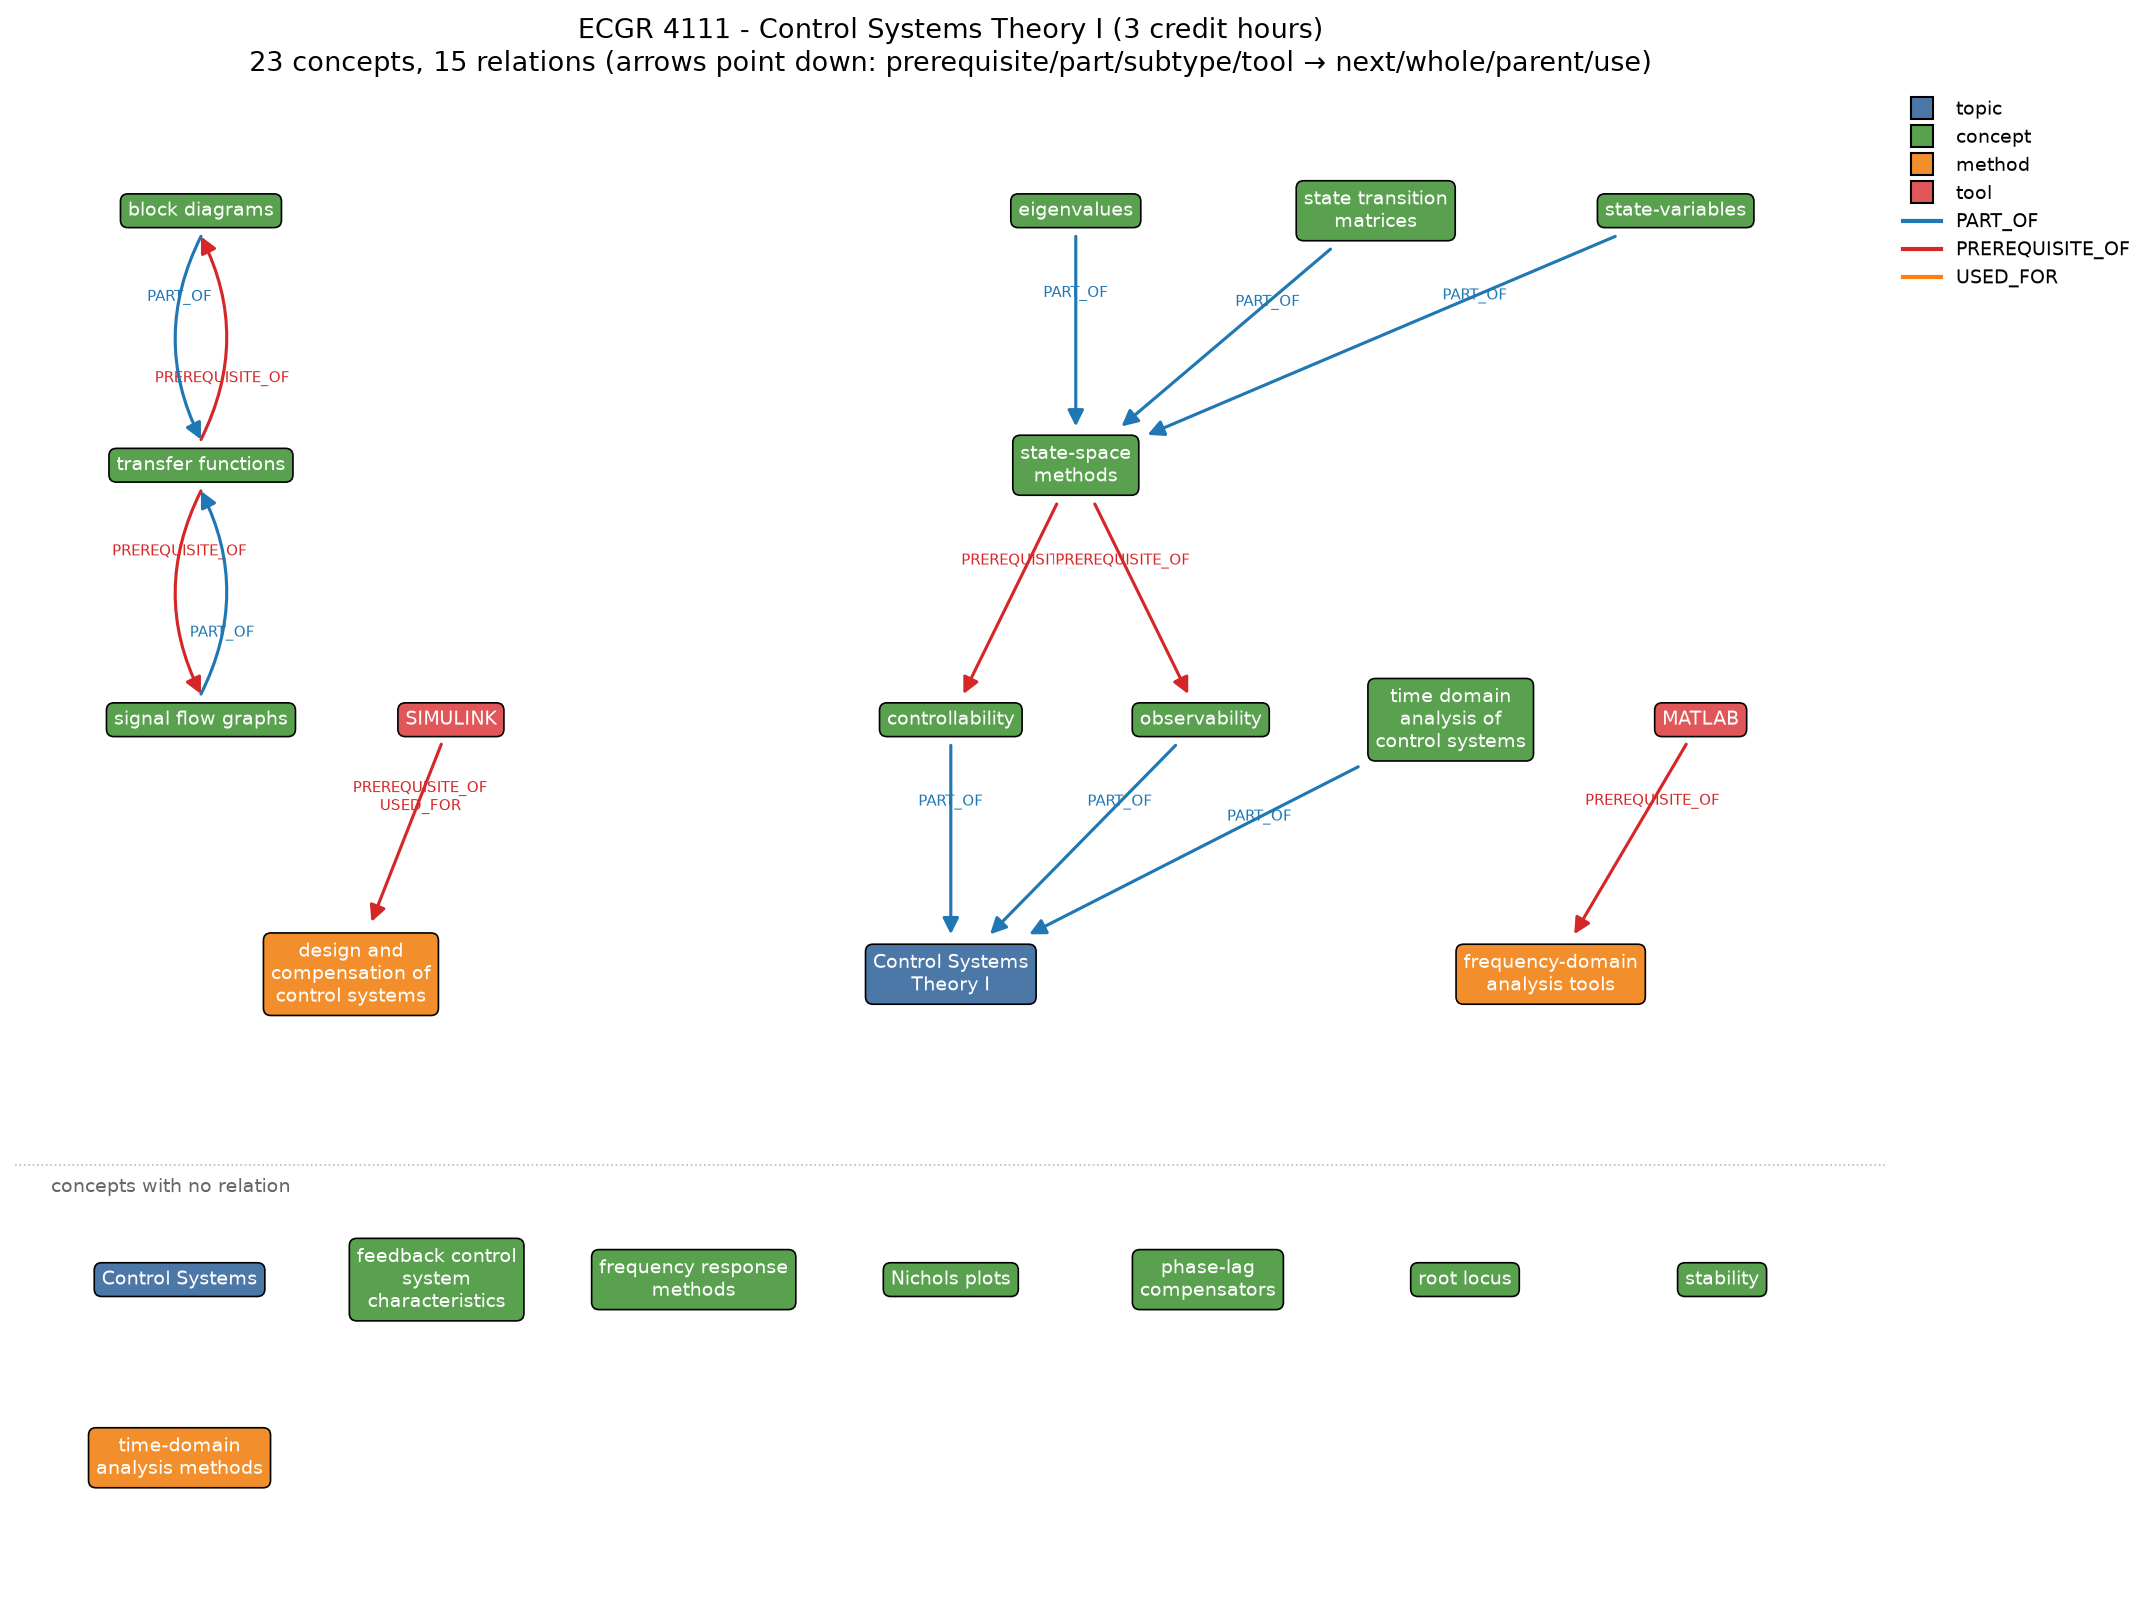 ECGR 4111 - Control Systems Theory I (3 credit hours)
23 concepts, 15 relations (arrows point down: prerequisite/part/subtype/tool → next/whole/parent/use)
topic
concept
method
tool
PART_OF
PREREQUISITE_OF
USED_FOR
block diagrams
eigenvalues
state transition
matrices
state-variables
PART_OF
PART_OF
PART_OF
PART_OF
PREREQUISITE_OF
transfer functions
state-space
methods
PREREQUISITE_OF
PREREQUISIT
PREREQUISITE_OF
PART_OF
signal flow graphs
SIMULINK
controllability
observability
time domain
analysis of
control systems
MATLAB
PREREQUISITE_OF
USED_FOR
PART_OF
PART_OF
PART_OF
PREREQUISITE_OF
design and
compensation of
control systems
Control Systems
Theory I
frequency-domain
analysis tools
concepts with no relation
Control Systems
feedback control
system
characteristics
frequency response
methods
Nichols plots
phase-lag
compensators
root locus
stability
time-domain
analysis methods